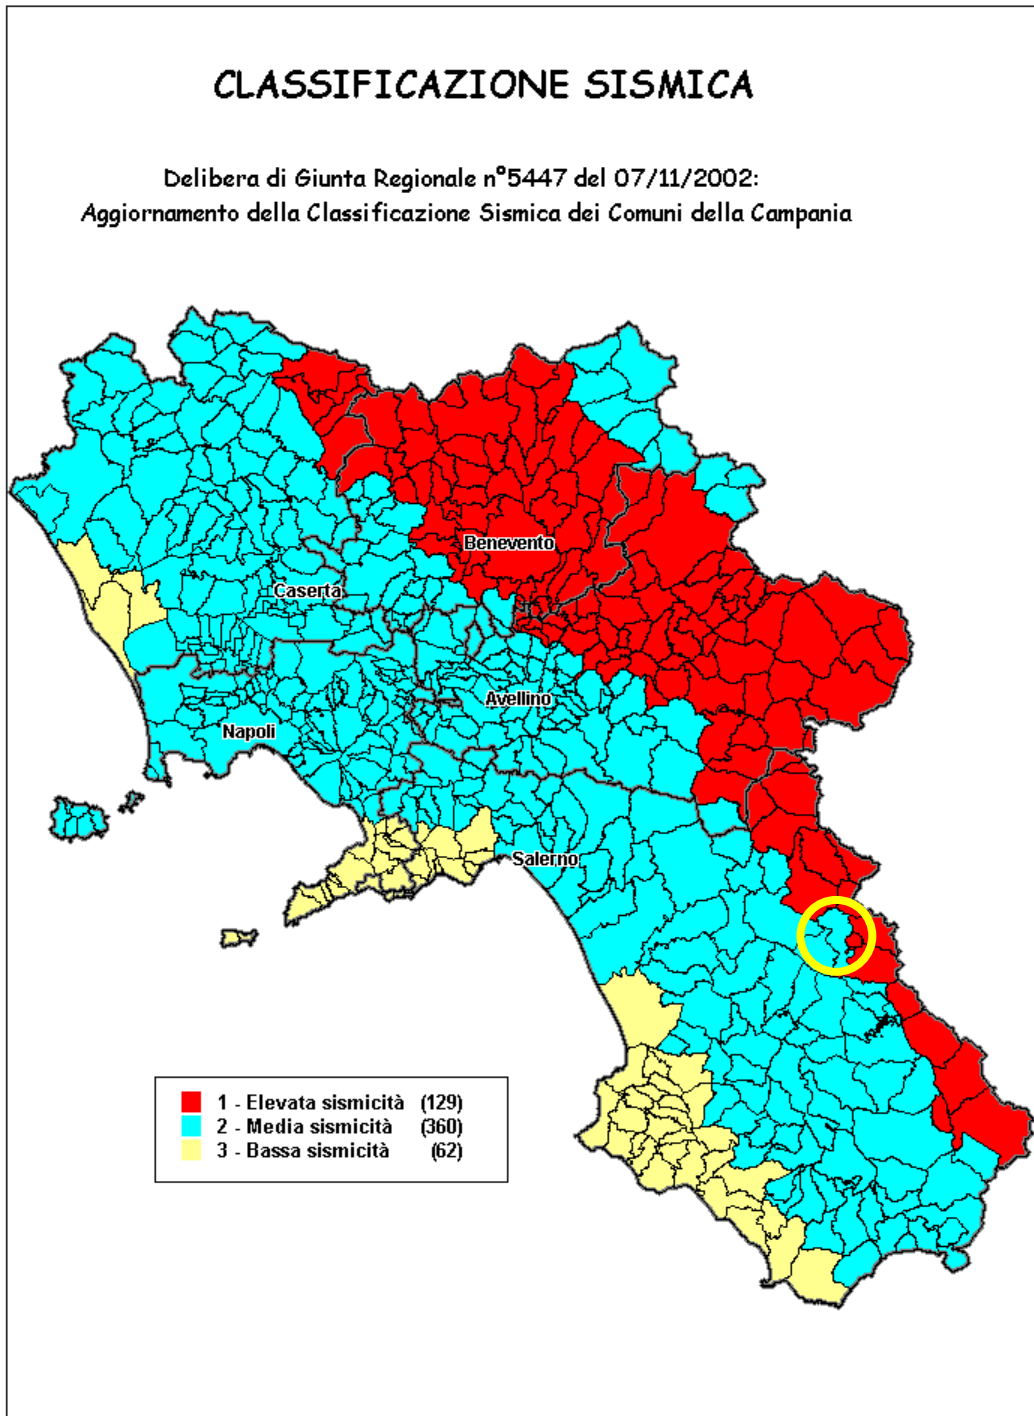 CLASSIFICAZIONE SISMICA
Delibera di Giunta Regionale n°5447 del 07/11/2002:
Aggiornamento della Classificazione Sismica dei Comuni della Campania
Benevento
Caserta
Avellino
Napoli
Salerno
1 - Elevata sismicità (129)
2 - Media sismicità (360)
3 - Bassa sismicità (62)